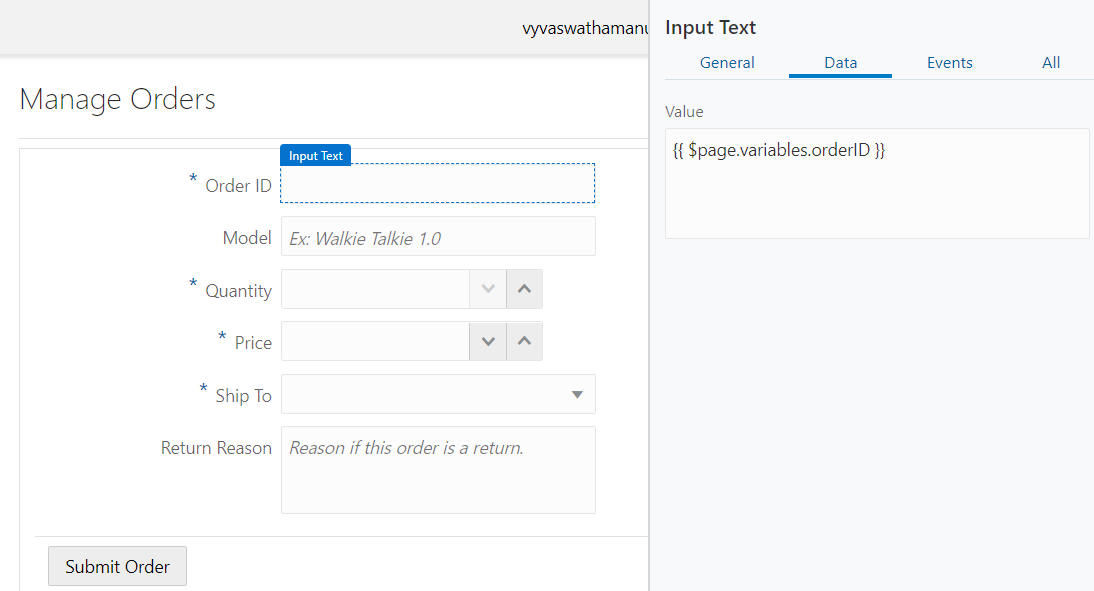 vyvaswathamanu
Manage Orders
Input Text
* Order ID
Model
Ex: Walkie Talkie 1.0
* Quantity
* Price
* Ship To
Return Reason
Reason if this order is a return.
Submit Order
Input Text
General Data Events All
Value
{{ $page.variables.orderID }}